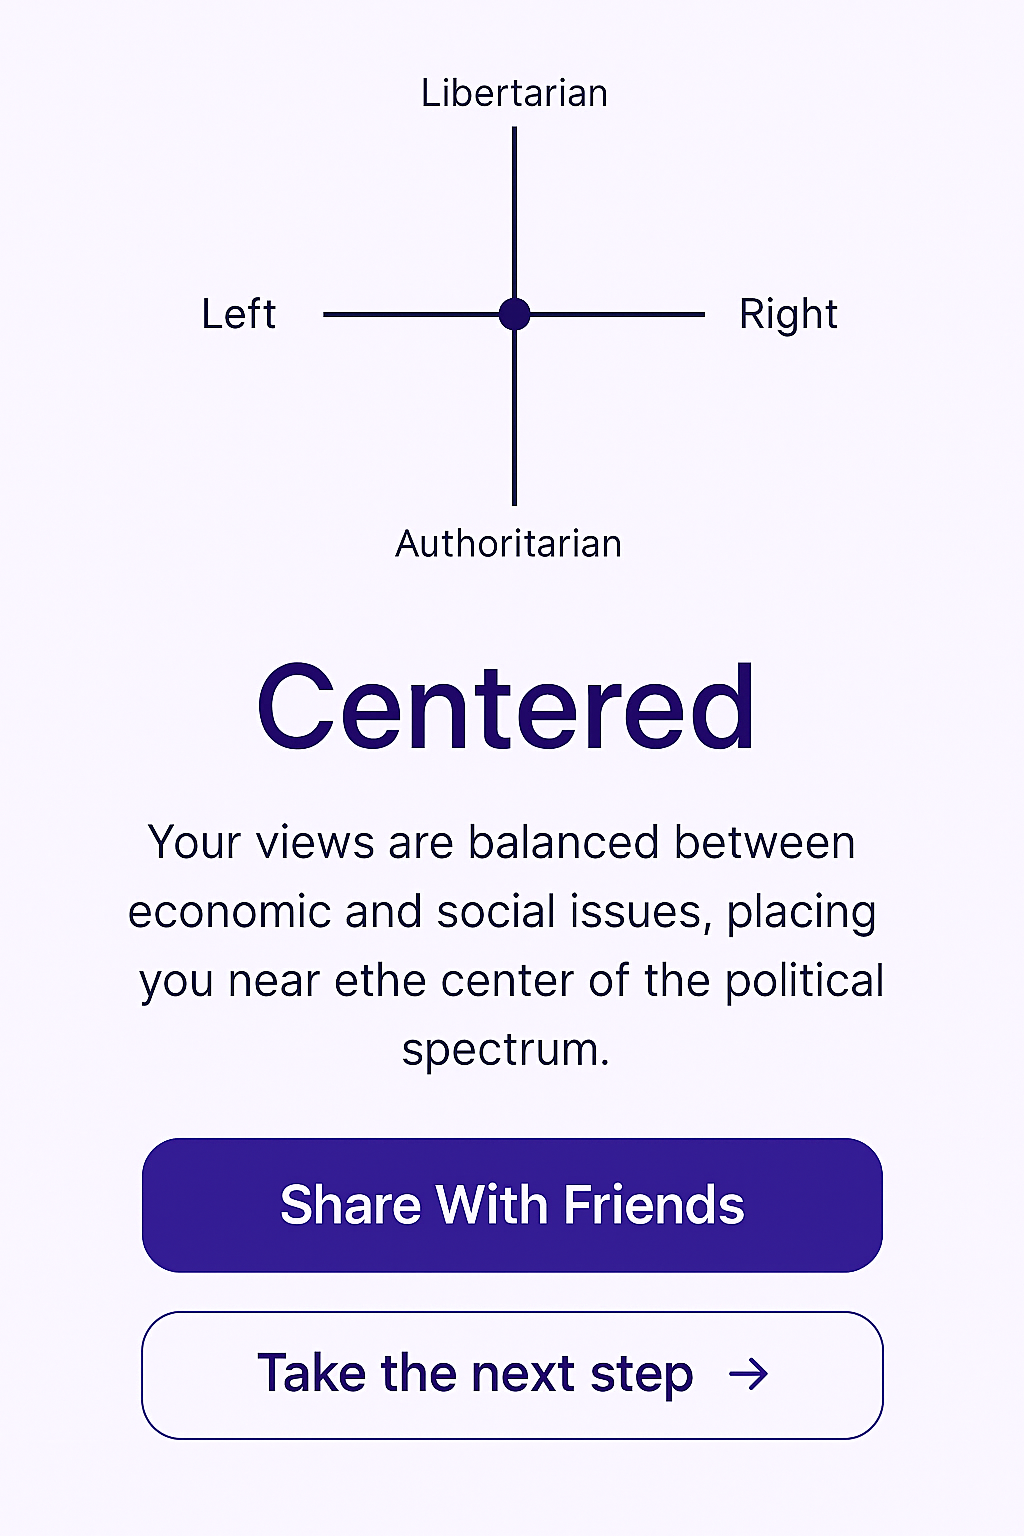 Libertarian
Left
Right
Authoritarian
Centered
Your views are balanced between
economic and social issues, placing
you near ethe center of the political
spectrum.
Share With Friends
Take the next step →